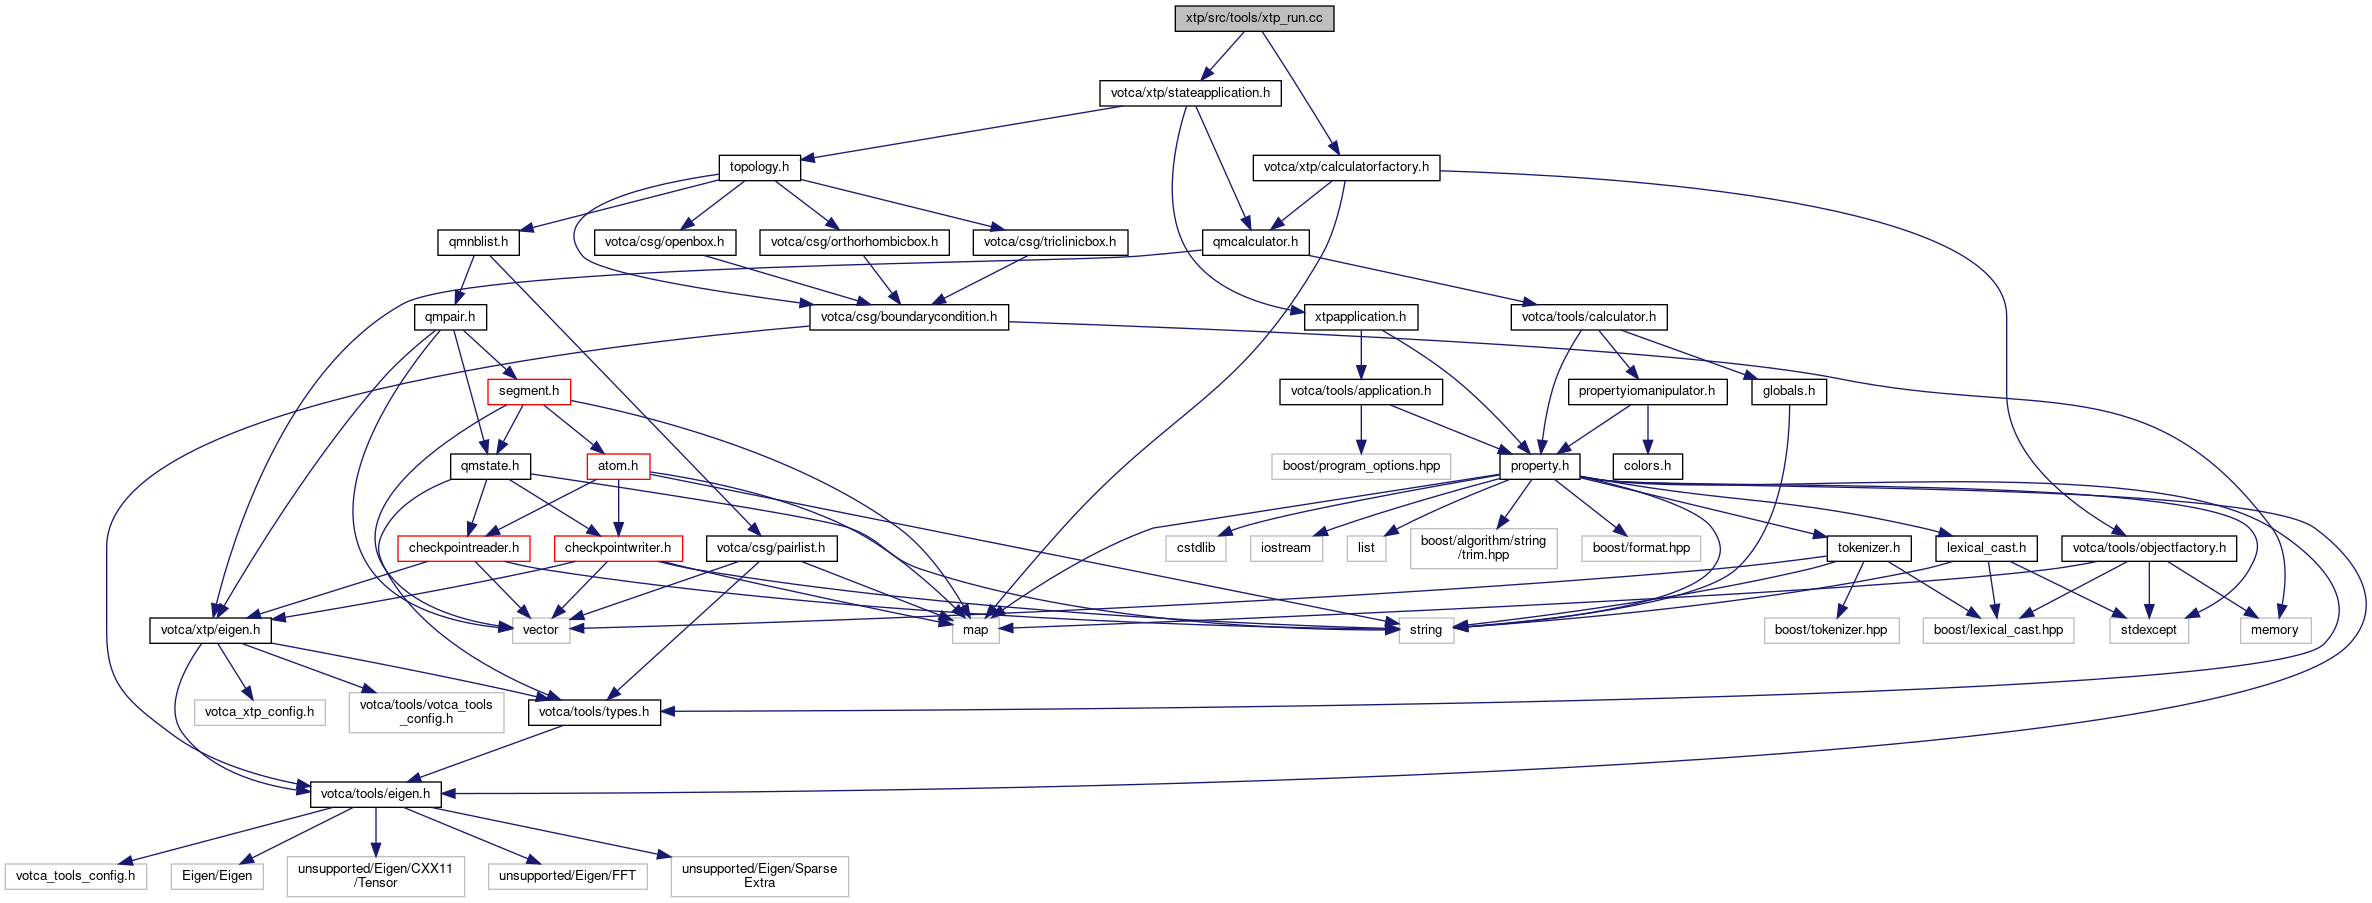 xtp/src/tools/xtp_run.cc
votca/xtp/stateapplication.h
topology.h
votca/xtp/calculatorfactory.h
qmnblist.h
votca/csg/openbox.h
votca/csg/orthorhombicbox.h
votca/csg/triclinicbox.h
qmcalculator.h
qmpair.h
votca/csg/boundarycondition.h
xtpapplication.h
votca/tools/calculator.h
segment.h
votca/tools/application.h
propertyiomanipulator.h
globals.h
qmstate.h
atom.h
boost/program_options.hpp
property.h
colors.h
checkpointreader.h
checkpointwriter.h
votca/csg/pairlist.h
cstdlib
iostream
list
boost/algorithm/string
/trim.hpp
boost/format.hpp
tokenizer.h
lexical_cast.h
votca/tools/objectfactory.h
votca/xtp/eigen.h
vector
map
string
boost/tokenizer.hpp
boost/lexical_cast.hpp
stdexcept
memory
votca_xtp_config.h
votca/tools/votca_tools
_config.h
votca/tools/types.h
votca/tools/eigen.h
votca_tools_config.h
Eigen/Eigen
unsupported/Eigen/CXX11
/Tensor
unsupported/Eigen/FFT
unsupported/Eigen/Sparse
Extra